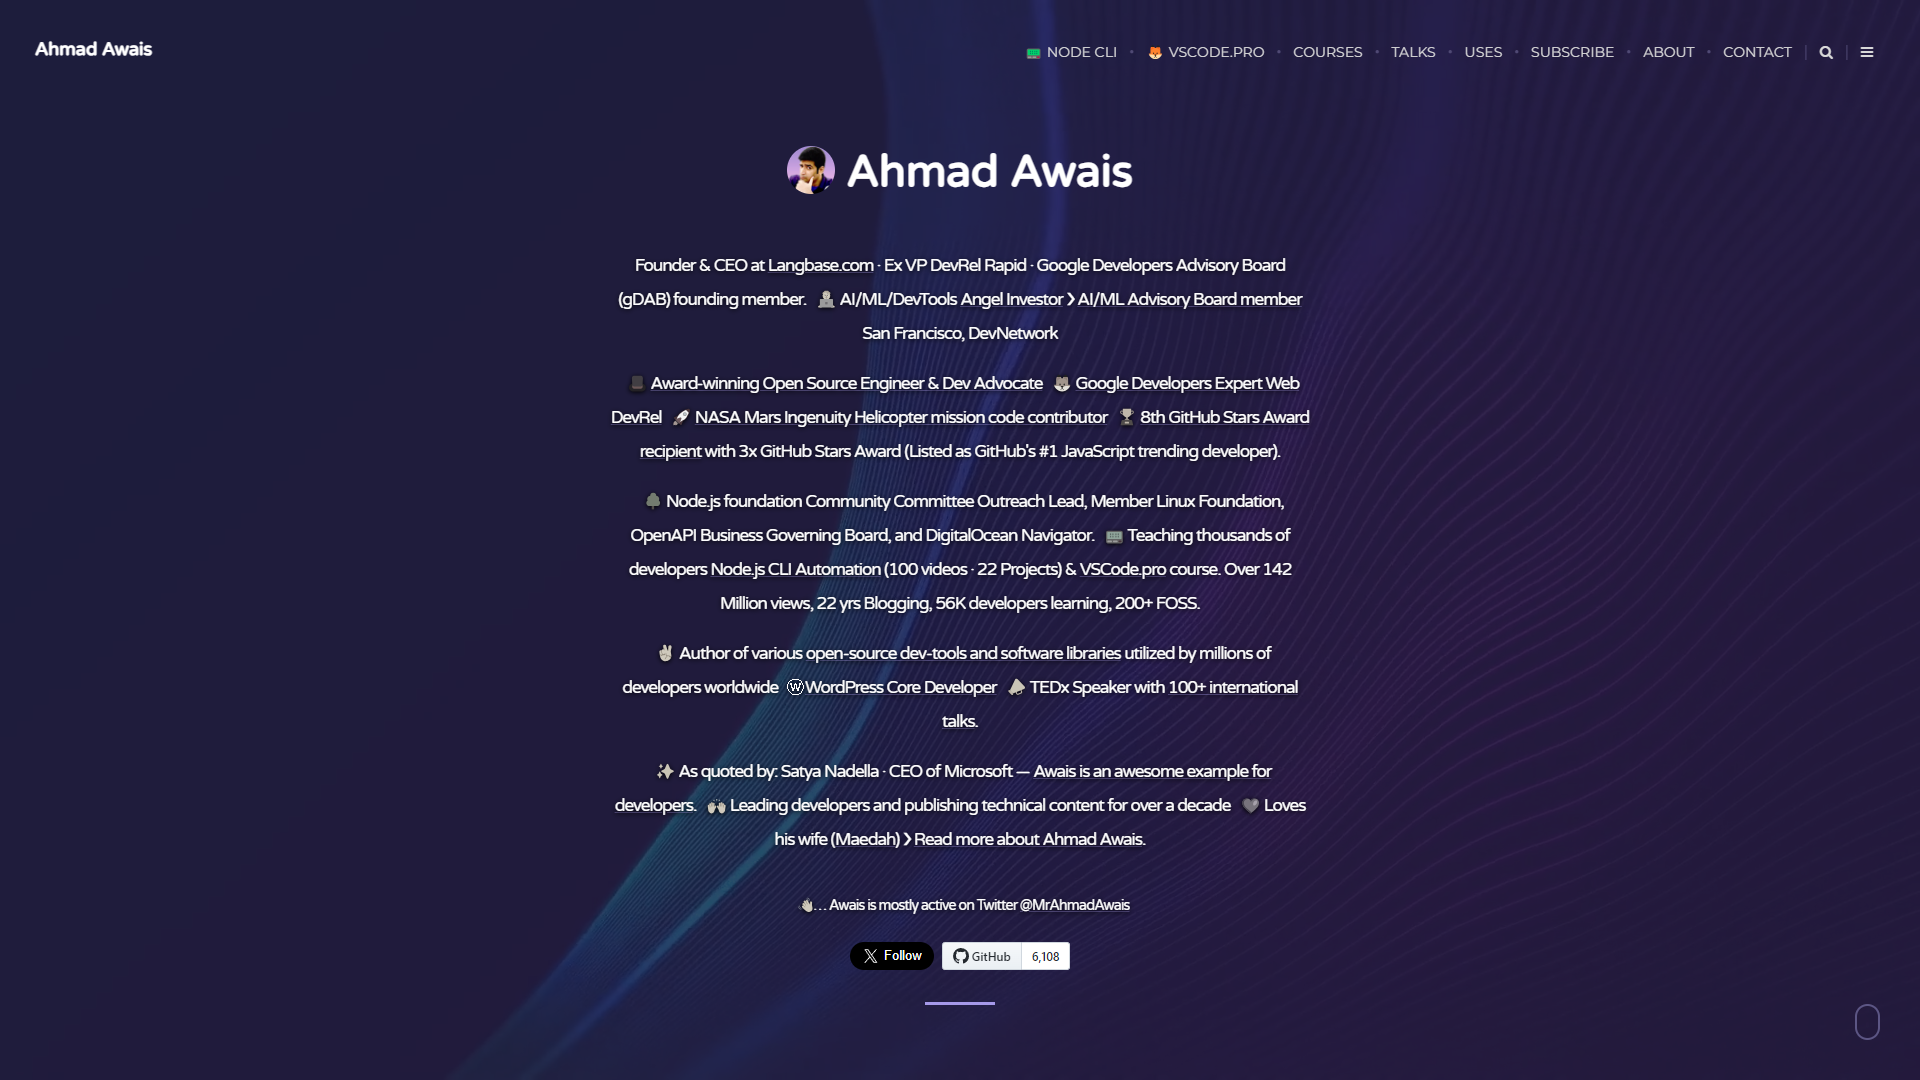 Ahmad Awais
NODE CLI • VSCODE.PRO • COURSES • TALKS • USES • SUBSCRIBE • ABOUT • CONTACT
Ahmad Awais
Founder & CEO at Langbase.com · Ex VP DevRel Rapid · Google Developers Advisory Board
(gDAB) founding member. AI/ML/DevTools Angel Investor ❯ AI/ML Advisory Board member
San Francisco, DevNetwork
Award-winning Open Source Engineer & Dev Advocate Google Developers Expert Web
DevRel 🚀 NASA Mars Ingenuity Helicopter mission code contributor 🏆 8th GitHub Stars Award
recipient with 3x GitHub Stars Award (Listed as GitHub's #1 JavaScript trending developer).
Node.js foundation Community Committee Outreach Lead, Member Linux Foundation,
OpenAPI Business Governing Board, and DigitalOcean Navigator. Teaching thousands of
developers Node.js CLI Automation (100 videos · 22 Projects) & VSCode.pro course. Over 142
Million views, 22 yrs Blogging, 56K developers learning, 200+ FOSS.
✌ Author of various open-source dev-tools and software libraries utilized by millions of
developers worldwide WordPress Core Developer 📣 TEDx Speaker with 100+ international
talks.
✨ As quoted by: Satya Nadella · CEO of Microsoft — Awais is an awesome example for
developers. 🙌 Leading developers and publishing technical content for over a decade 🖤 Loves
his wife (Maedah) ❯ Read more about Ahmad Awais.
👋… Awais is mostly active on Twitter @MrAhmadAwais
X Follow GitHub 6,108